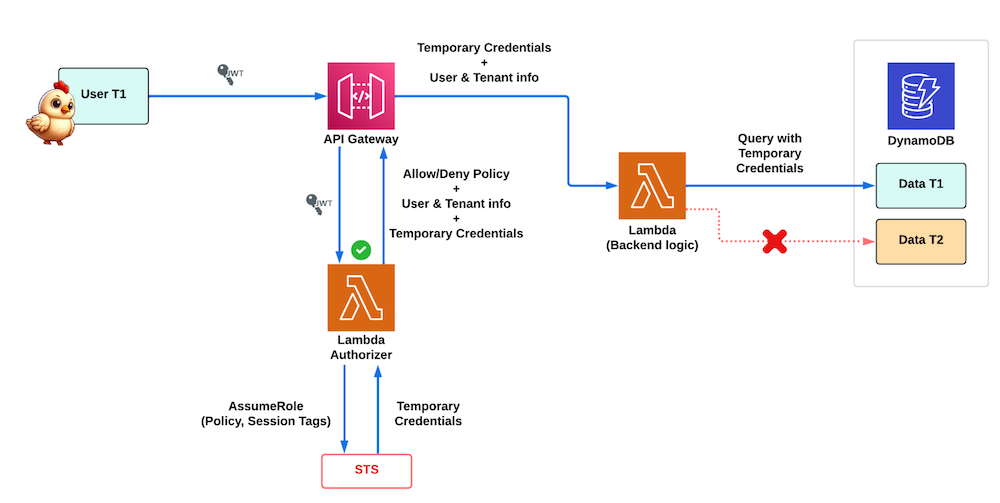 User T1
JWT
API Gateway
Temporary Credentials
+
User & Tenant info
JWT
Allow/Deny Policy
+
User & Tenant info
+
Temporary Credentials
Lambda
Authorizer
AssumeRole
(Policy, Session Tags)
Temporary
Credentials
STS
Lambda
(Backend logic)
Query with
Temporary
Credentials
DynamoDB
Data T1
Data T2